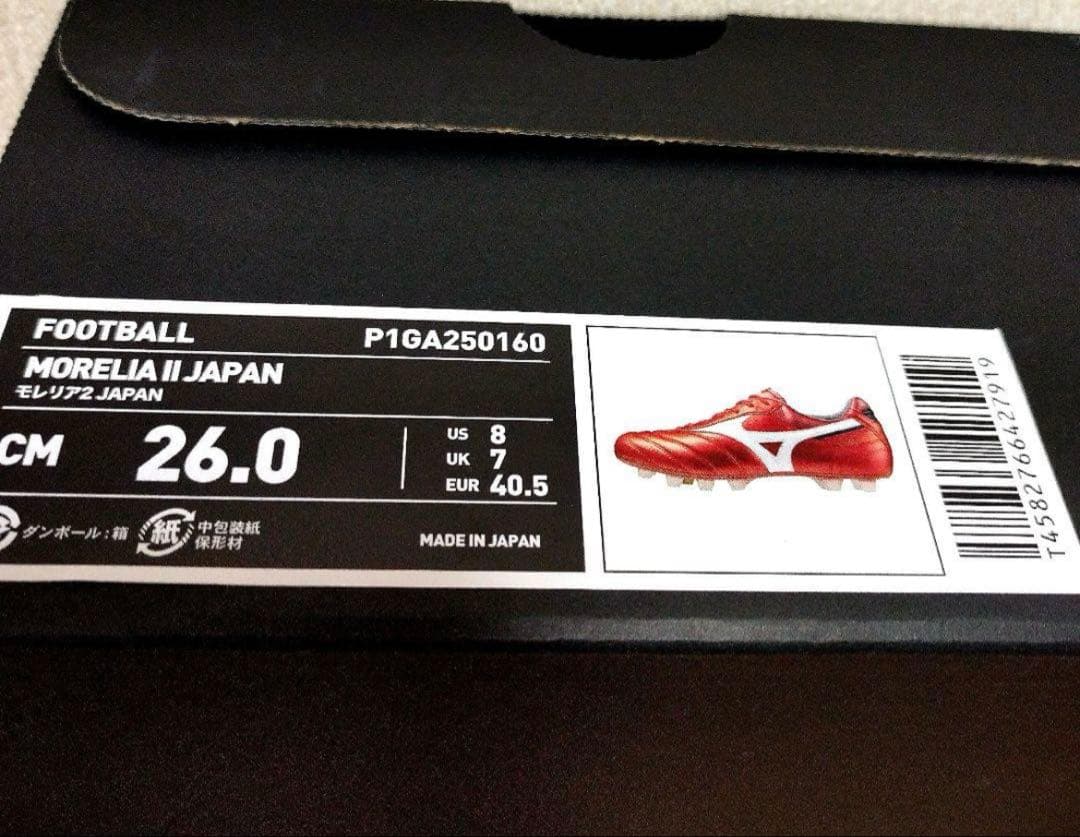 FOOTBALL P1GA250160
MORELIA II JAPAN
モレリア2 JAPAN
CM 26.0
US 8
UK 7
EUR 40.5
ダンボール:箱
紙 中包装紙
保形材
MADE IN JAPAN
T458276642791​9